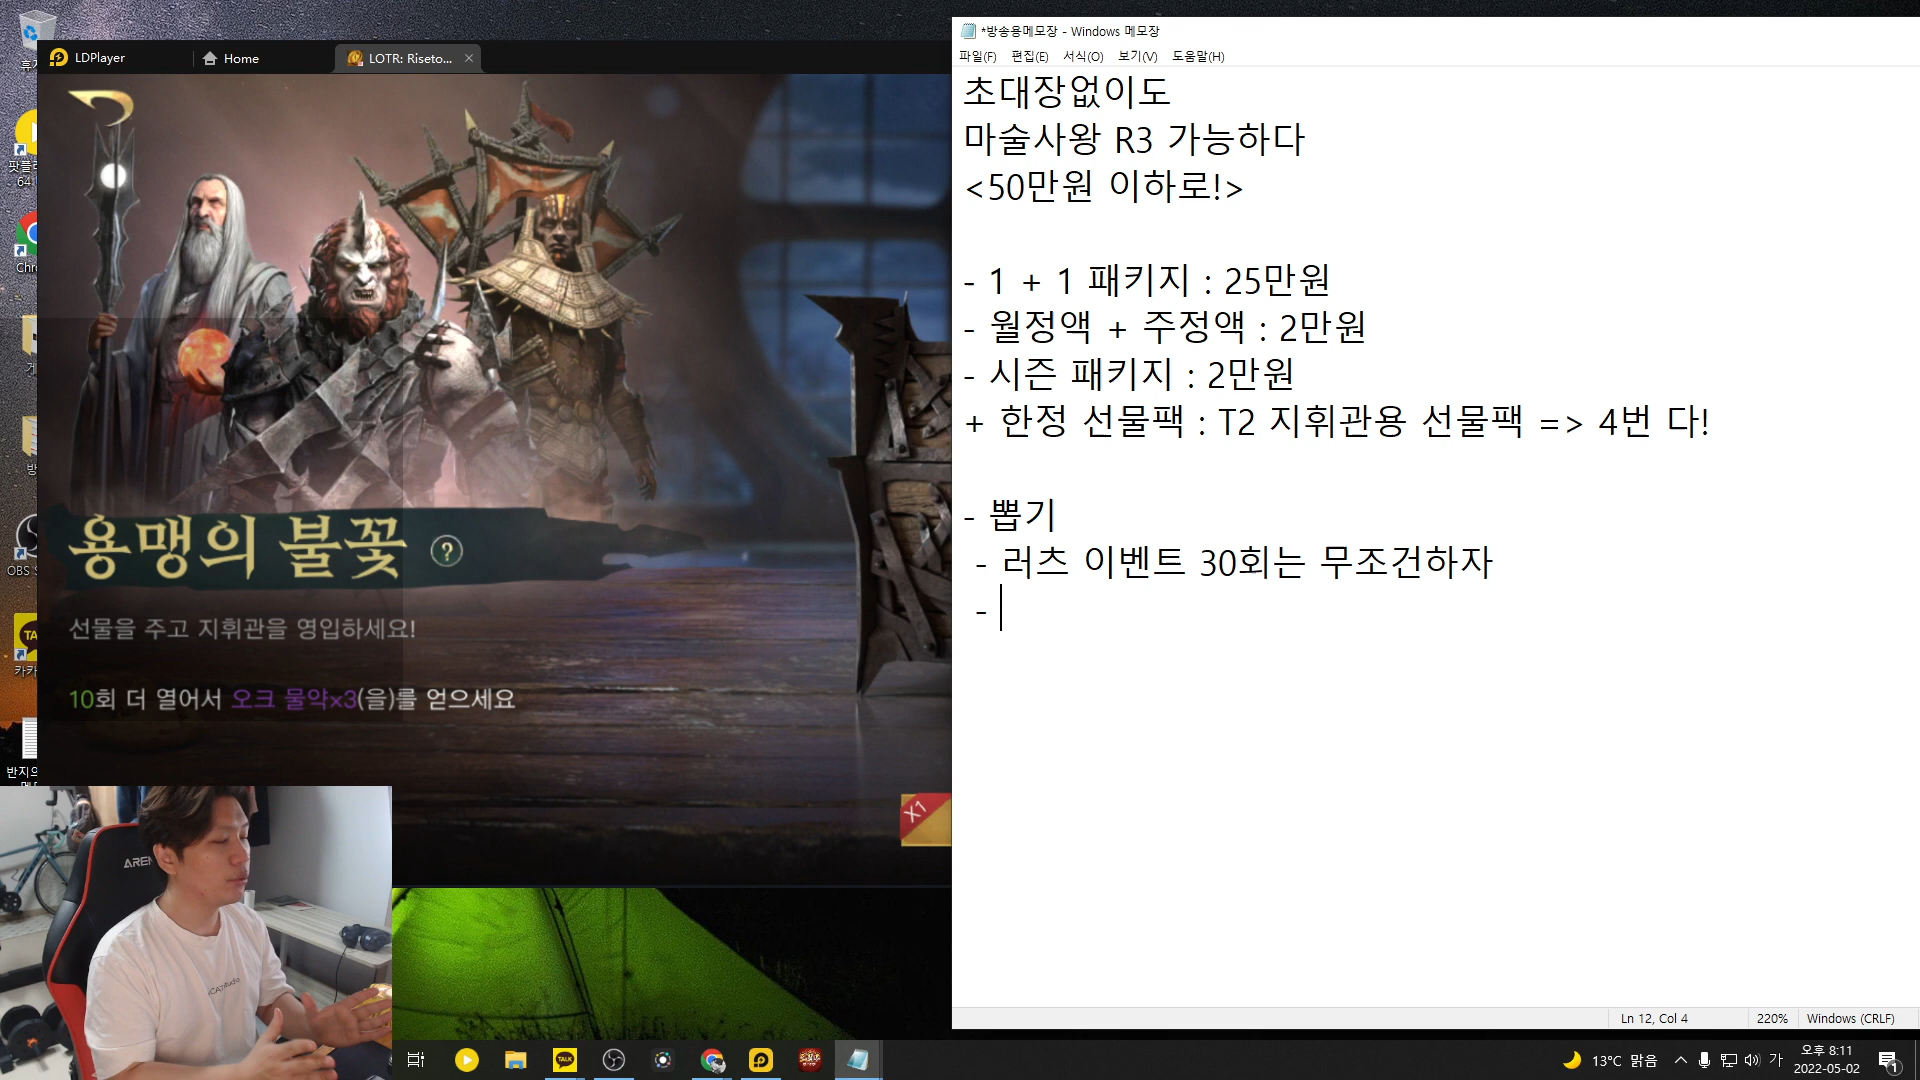 LDPlayer
Home
LOTR: Riseto...
용맹의 불꽃 ?
선물을 주고 지휘관을 영입하세요!
10회 더 열어서 오크 물약×3(을)를 얻으세요
X1
*방송용메모장 - Windows 메모장
파일(F) 편집(E) 서식(O) 보기(V) 도움말(H)
초대장없이도
마술사왕 R3 가능하다
<50만원 이하로!>
- 1 + 1 패키지 : 25만원
- 월정액 + 주정액 : 2만원
- 시즌 패키지 : 2만원
+ 한정 선물팩 : T2 지휘관용 선물팩 => 4번 다!
- 뽑기
- 러츠 이벤트 30회는 무조건하자
-
Ln 12, Col 4
220%
Windows (CRLF)
64
Chr
OBS S
TALK
13°C 맑음
가
오후 8:11
2022-05-02
1